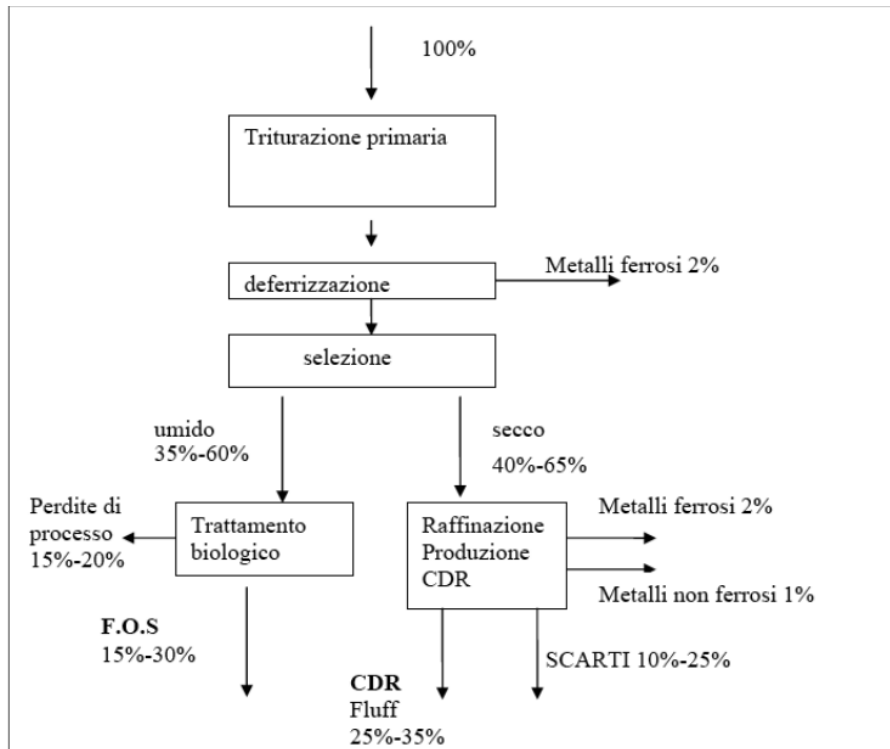 100%
Triturazione primaria
Metalli ferrosi 2%
deferrizzazione
selezione
umido
35%-60%
secco
40%-65%
Perdite di
processo
15%-20%
Trattamento
biologico
Raffinazione
Produzione
CDR
Metalli ferrosi 2%
Metalli non ferrosi 1%
F.O.S
15%-30%
SCARTI 10%-25%
CDR
Fluff
25%-35%